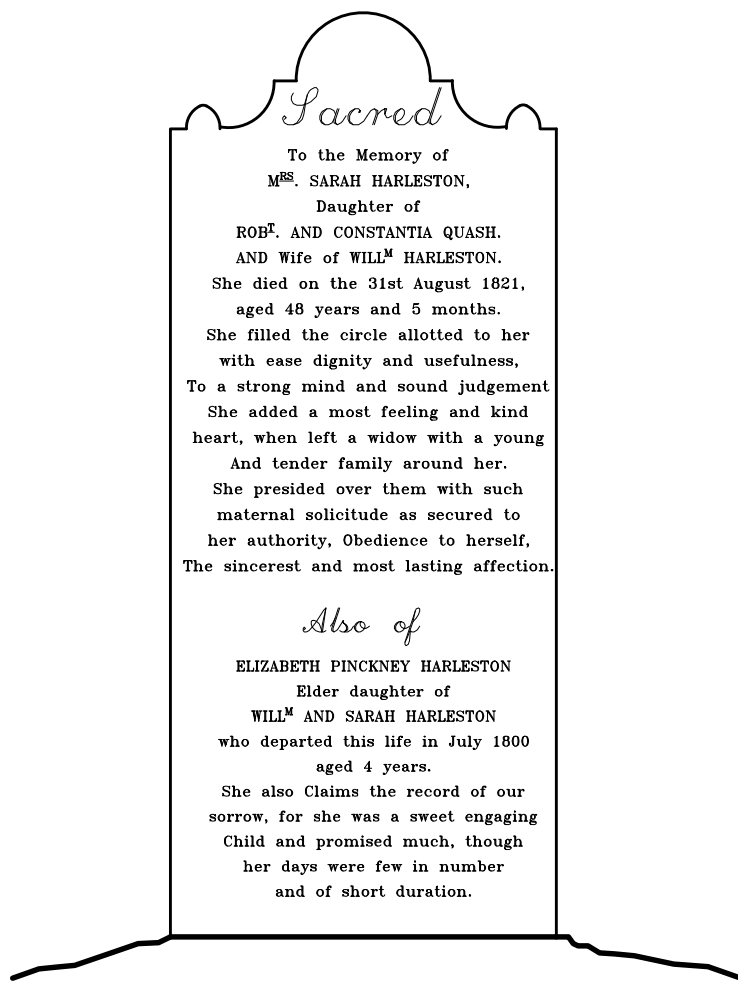 Sacred
To the Memory of
MRS. SARAH HARLESTON,
Daughter of
ROBT. AND CONSTANTIA QUASH.
AND Wife of WILLM HARLESTON.
She died on the 31st August 1821,
aged 48 years and 5 months.
She filled the circle allotted to her
with ease dignity and usefulness,
To a strong mind and sound judgement
She added a most feeling and kind
heart, when left a widow with a young
And tender family around her.
She presided over them with such
maternal solicitude as secured to
her authority, Obedience to herself,
The sincerest and most lasting affection.
Also of
ELIZABETH PINCKNEY HARLESTON
Elder daughter of
WILLM AND SARAH HARLESTON
who departed this life in July 1800
aged 4 years.
She also Claims the record of our
sorrow, for she was a sweet engaging
Child and promised much, though
her days were few in number
and of short duration.